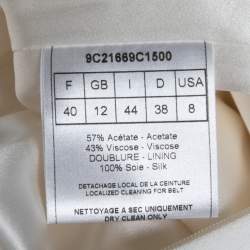 9C21669C1500
F GB I D USA
40 12 44 38 8
57% Acétate - Acetate
43% Viscose - Viscose
DOUBLURE - LINING
100% Soie - Silk
DETACHAGE LOCAL DE LA CEINTURE
LOCALIZED CLEANING FOR BELT
NETTOYAGE A SEC UNIQUEMENT
DRY CLEAN ONLY